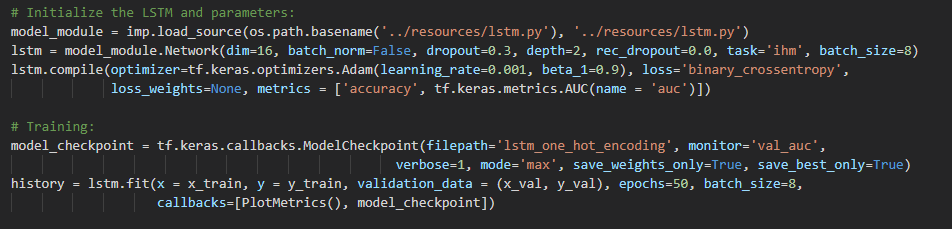 # Initialize the LSTM and parameters:
model_module = imp.load_source(os.path.basename('../resources/lstm.py'), '../resources/lstm.py')
lstm = model_module.Network(dim=16, batch_norm=False, dropout=0.3, depth=2, rec_dropout=0.0, task='ihm', batch_size=8)
lstm.compile(optimizer=tf.keras.optimizers.Adam(learning_rate=0.001, beta_1=0.9), loss='binary_crossentropy',
loss_weights=None, metrics = ['accuracy', tf.keras.metrics.AUC(name = 'auc')])
# Training:
model_checkpoint = tf.keras.callbacks.ModelCheckpoint(filepath='lstm_one_hot_encoding', monitor='val_auc',
verbose=1, mode='max', save_weights_only=True, save_best_only=True)
history = lstm.fit(x = x_train, y = y_train, validation_data = (x_val, y_val), epochs=50, batch_size=8,
callbacks=[PlotMetrics(), model_checkpoint])